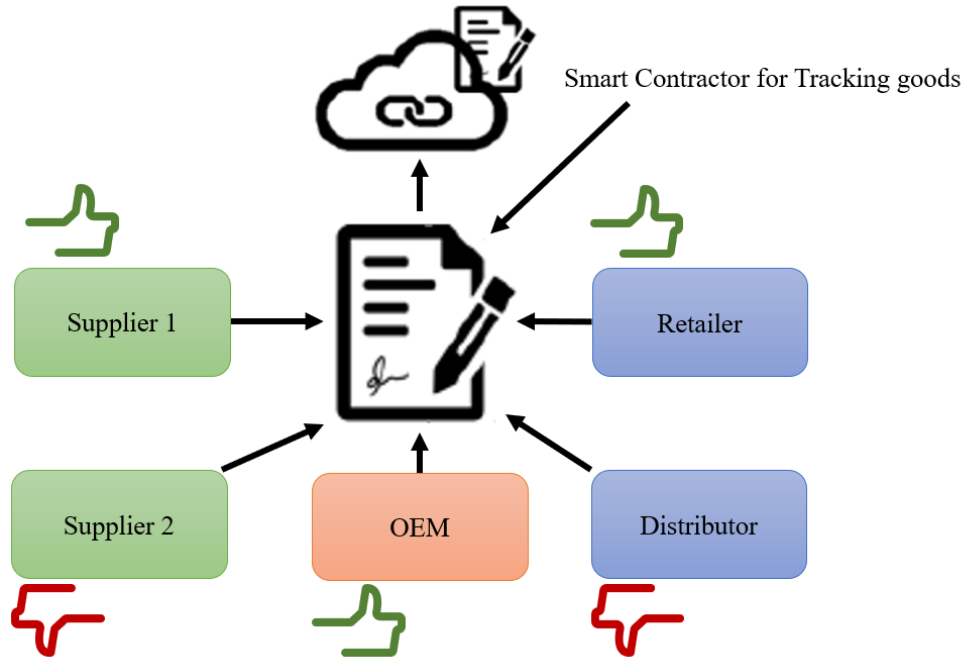 Smart Contractor for Tracking goods
Supplier 1
Retailer
Supplier 2
OEM
Distributor